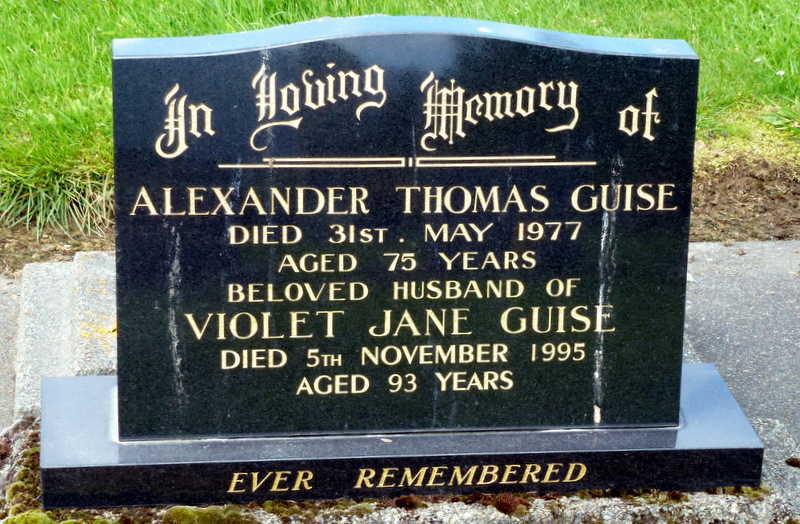 In Loving Memory of
ALEXANDER THOMAS GUISE
DIED 31ST. MAY 1977
AGED 75 YEARS
BELOVED HUSBAND OF
VIOLET JANE GUISE
DIED 5TH NOVEMBER 1995
AGED 93 YEARS
EVER REMEMBERED